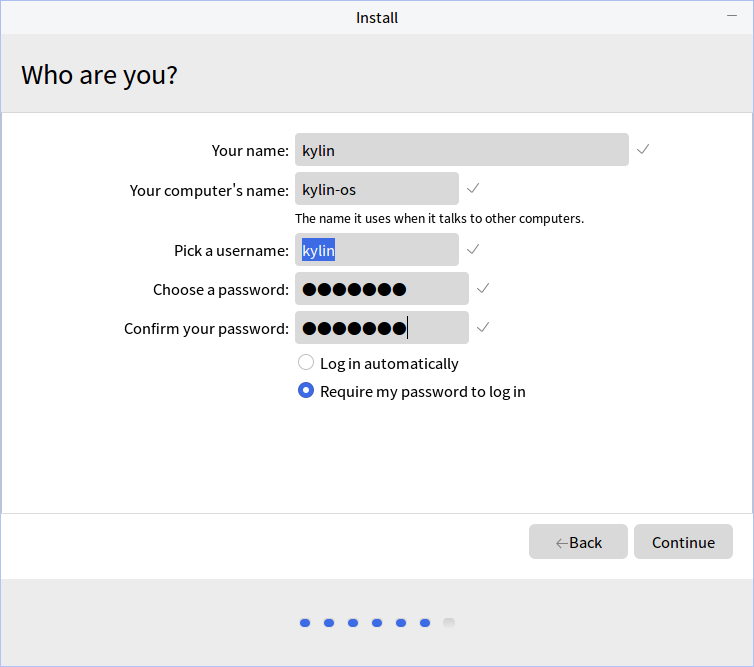 Install
Who are you?
Your name: kylin
Your computer's name: kylin-os
The name it uses when it talks to other computers.
Pick a username: kylin
Choose a password: ●●●●●●●
Confirm your password: ●●●●●●●
Log in automatically
Require my password to log in
←Back Continue